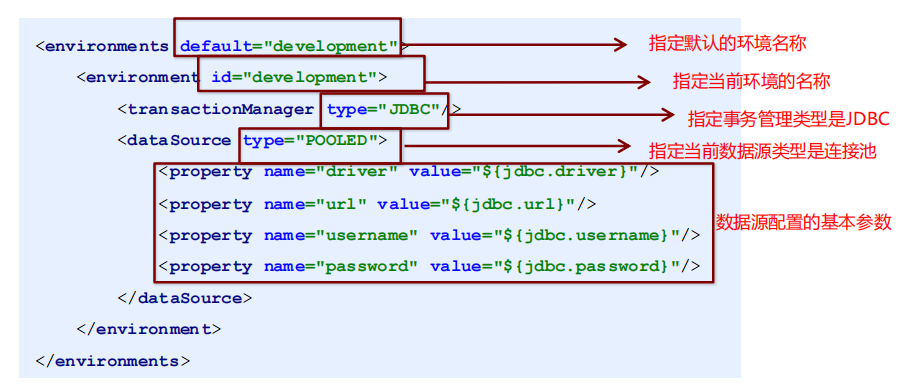 <environments default="development">
指定默认的环境名称
<environment id="development">
指定当前环境的名称
<transactionManager type="JDBC"/>
指定事务管理类型是JDBC
<dataSource type="POOLED">
指定当前数据源类型是连接池
<property name="driver" value="${jdbc.driver}"/>
<property name="url" value="${jdbc.url}"/>
数据源配置的基本参数
<property name="username" value="${jdbc.username}"/>
<property name="password" value="${jdbc.password}"/>
</dataSource>
</environment>
</environments>